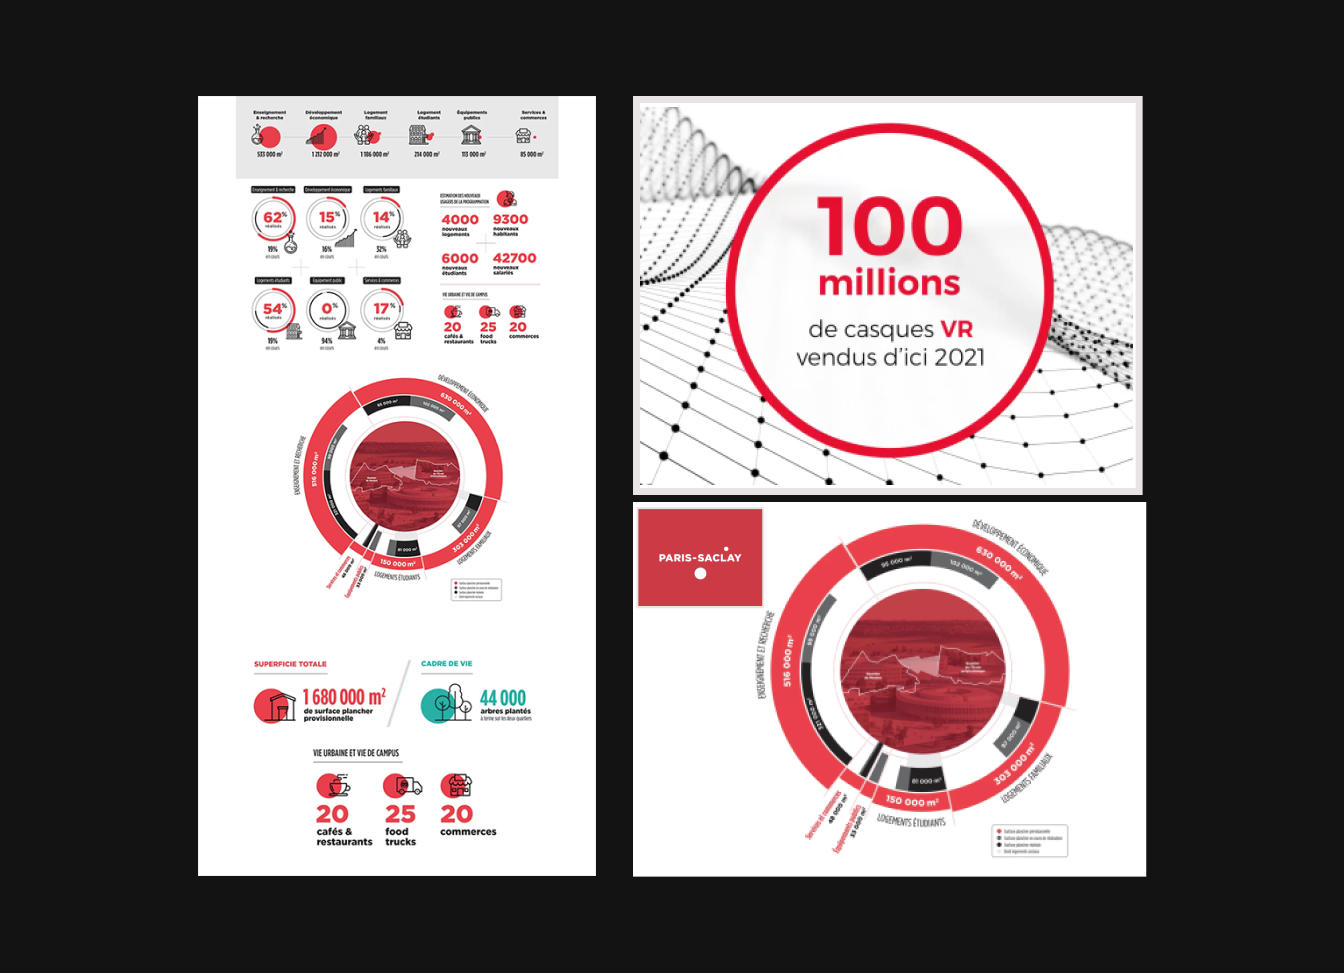 Enseignement
& recherche
533 000 m²
Développement
économique
1 212 000 m²
Logement
familiaux
1 186 000 m²
Logement
étudiants
214 000 m²
Équipements
publics
113 000 m²
Services &
commerces
85 000 m²
Enseignement & recherche
62%
réalisés
19%
en cours
Développement économique
15%
réalisés
16%
en cours
Logements familiaux
14%
réalisés
32%
en cours
Logements étudiants
54%
réalisés
19%
en cours
Équipement public
0%
réalisés
94%
en cours
Services & commerces
17%
réalisés
4%
en cours
ESTIMATION DES NOUVEAUX
USAGERS DE LA PROGRAMMATION
4000
nouveaux
logements
9300
nouveaux
habitants
6000
nouveaux
étudiants
42700
nouveaux
salariés
VIE URBAINE ET VIE DE CAMPUS
20
cafés &
restaurants
25
food
trucks
20
commerces
DÉVELOPPEMENT ÉCONOMIQUE
630 000 m²
95 000 m²
102 000 m²
ENSEIGNEMENT ET RECHERCHE
516 000 m²
303 000 m²
LOGEMENTS FAMILIAUX
81 000 m²
150 000 m²
LOGEMENTS ÉTUDIANTS
Services et commerces
48 000 m²
Équipements publics
33 000 m²
SUPERFICIE TOTALE
1 680 000 m²
de surface plancher
provisionnelle
CADRE DE VIE
44 000
arbres plantés
à terme sur les deux quartiers
VIE URBAINE ET VIE DE CAMPUS
20
cafés &
restaurants
25
food
trucks
20
commerces
100
millions
de casques VR
vendus d'ici 2021
PARIS-SACLAY
DÉVELOPPEMENT ÉCONOMIQUE
630 000 m²
95 000 m²
102 000 m²
ENSEIGNEMENT ET RECHERCHE
516 000 m²
303 000 m²
LOGEMENTS FAMILIAUX
81 000 m²
150 000 m²
LOGEMENTS ÉTUDIANTS
Services et commerces
48 000 m²
Équipements publics
33 000 m²